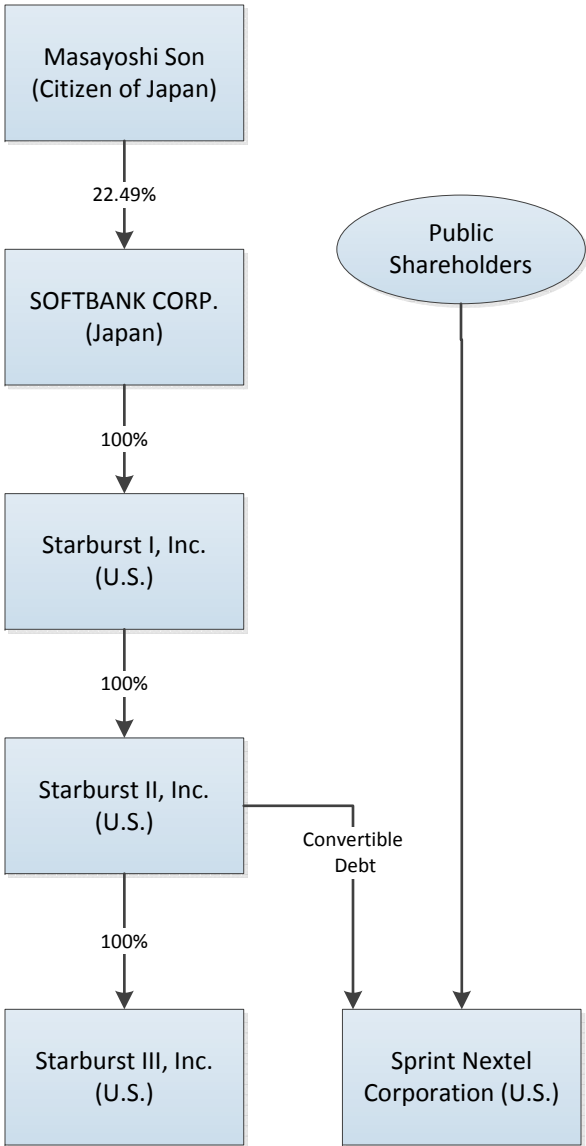 Masayoshi Son
(Citizen of Japan)
22.49%
Public
Shareholders
SOFTBANK CORP.
(Japan)
100%
Starburst I, Inc.
(U.S.)
100%
Starburst II, Inc.
(U.S.)
Convertible
Debt
100%
Starburst III, Inc.
(U.S.)
Sprint Nextel
Corporation (U.S.)